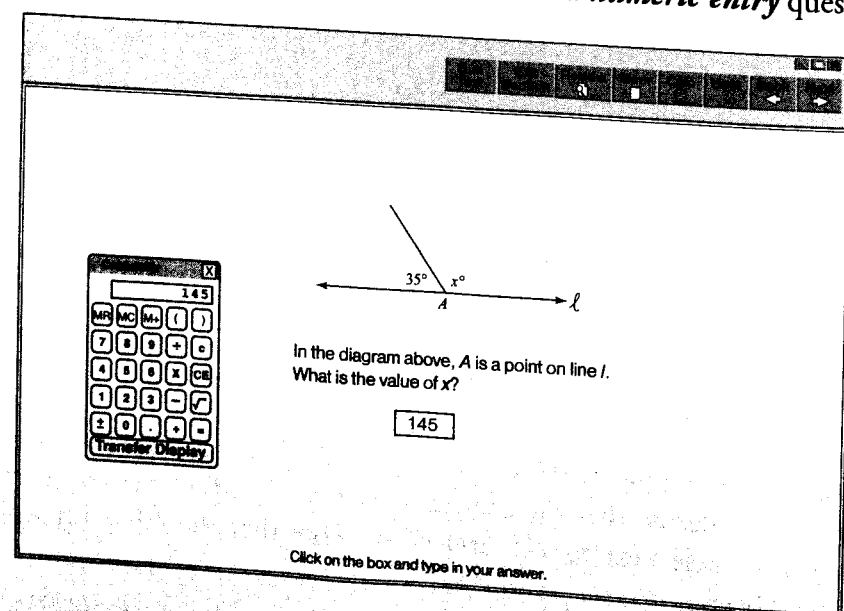 numeric entry ques
X
145
MR MC M+ ( )
7 8 9 ÷ C
4 5 6 X CE
1 2 3 − √
± 0 . + =
Transfer Display
35° x°
A
ℓ
In the diagram above, A is a point on line l.
What is the value of x?
145
Click on the box and type in your answer.